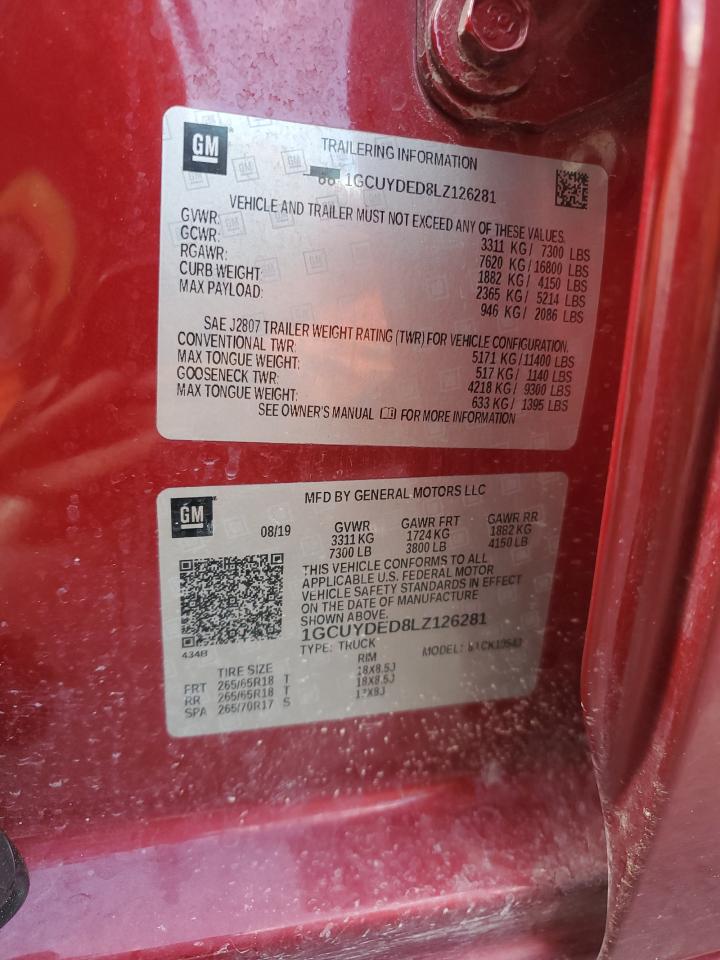 GM
TRAILERING INFORMATION
1GCUYDED8LZ126281
VEHICLE AND TRAILER MUST NOT EXCEED ANY OF THESE VALUES.
GVWR: 3311 KG / 7300 LBS
GCWR: 7620 KG / 16800 LBS
RGAWR: 1882 KG / 4150 LBS
CURB WEIGHT: 2365 KG / 5214 LBS
MAX PAYLOAD: 946 KG / 2086 LBS
SAE J2807 TRAILER WEIGHT RATING (TWR) FOR VEHICLE CONFIGURATION.
CONVENTIONAL TWR: 5171 KG / 11400 LBS
MAX TONGUE WEIGHT: 517 KG / 1140 LBS
GOOSENECK TWR: 4218 KG / 9300 LBS
MAX TONGUE WEIGHT: 633 KG / 1395 LBS
SEE OWNER'S MANUAL FOR MORE INFORMATION
GM
MFD BY GENERAL MOTORS LLC
08/19 GVWR GAWR FRT GAWR RR
3311 KG 1724 KG 1882 KG
7300 LB 3800 LB 4150 LB
THIS VEHICLE CONFORMS TO ALL
APPLICABLE U.S. FEDERAL MOTOR
VEHICLE SAFETY STANDARDS IN EFFECT
ON THE DATE OF MANUFACTURE
SHOWN ABOVE.
1GCUYDED8LZ126281
434B TYPE: TRUCK MODEL:
TIRE SIZE RIM
FRT 265/65R18 T 18X8.5J
RR 265/65R18 T 18X8.5J
SPA 265/70R17 S